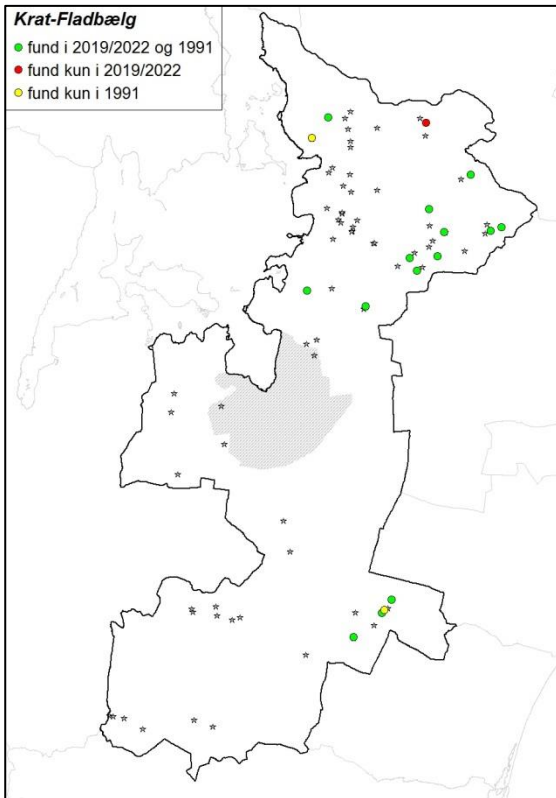 Krat-Fladbælg
fund i 2019/2022 og 1991
fund kun i 2019/2022
fund kun i 1991